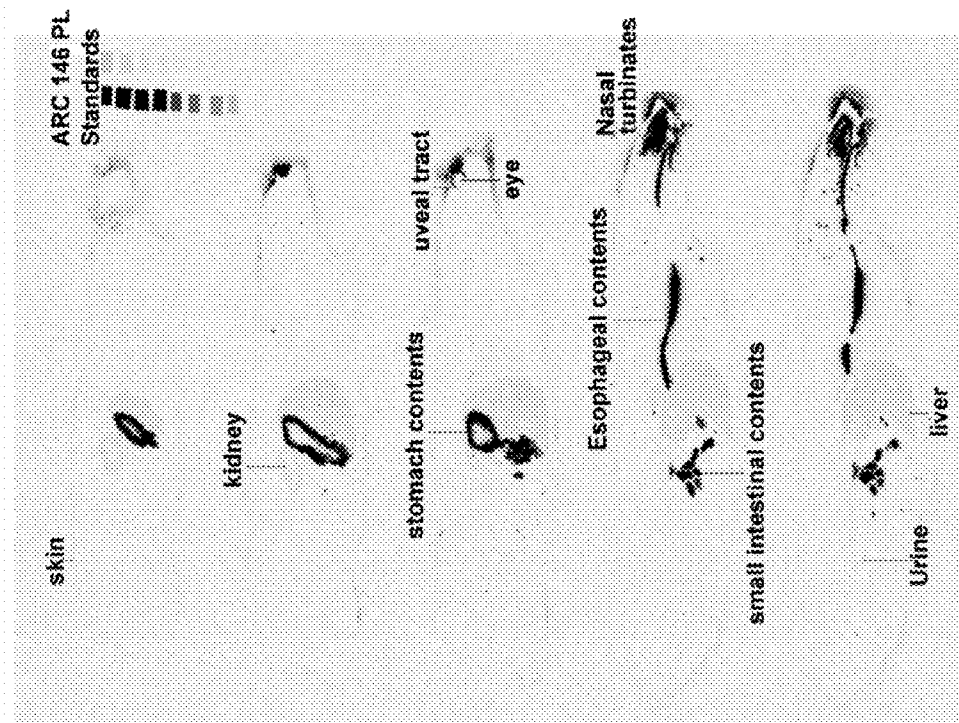 ARC 146 PL
Standards
skin
kidney
uveal tract
eye
stomach contents
Nasal
turbinates
Esophageal contents
small intestinal contents
liver
Urine